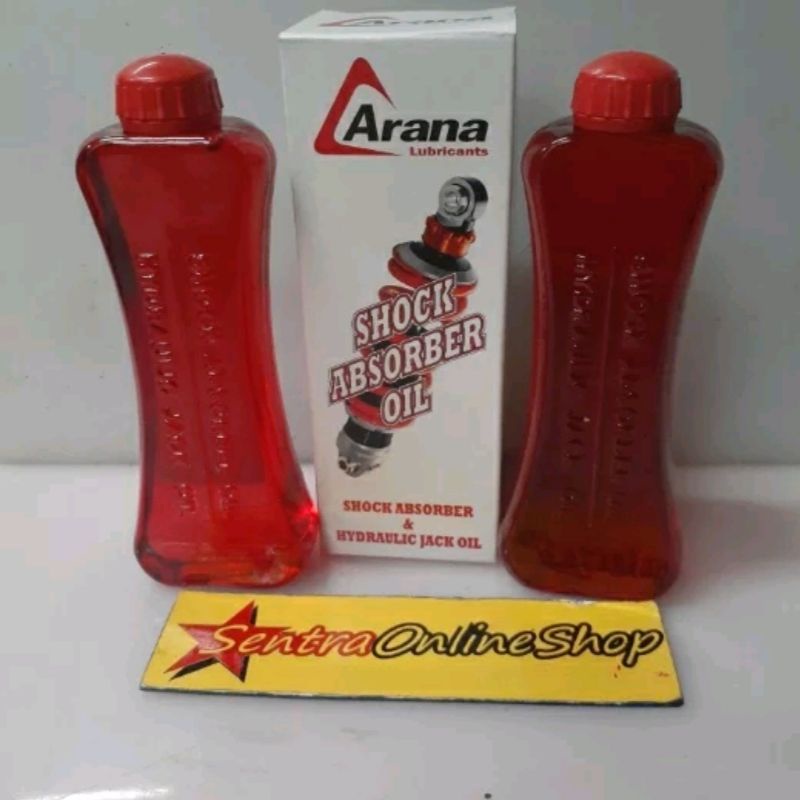 Arana
Lubricants
SHOCK
ABSORBER
OIL
SHOCK ABSORBER
&
HYDRAULIC JACK OIL
SentraOnlineShop